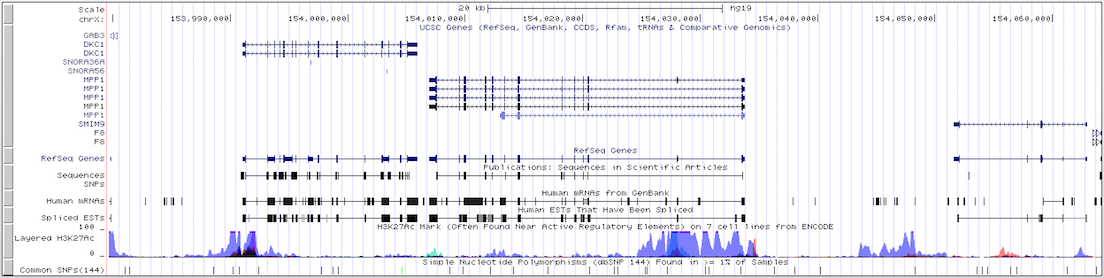 Scale 20 kb hg19
chrX: 153,990,000 154,000,000 154,010,000 154,020,000 154,030,000 154,040,000 154,050,000 154,060,000
UCSC Genes (RefSeq, GenBank, CCDS, Rfam, tRNAs & Comparative Genomics)
GAB3
DKC1
DKC1
SNORA36A
SNORA56
MPP1
MPP1
MPP1
MPP1
MPP1
SMIM9
F8
F8
RefSeq Genes
RefSeq Genes
Publications: Sequences in Scientific Articles
Sequences
SNPs
Human mRNAs from GenBank
Human mRNAs
Human ESTs That Have Been Spliced
Spliced ESTs
100 H3K27Ac Mark (Often Found Near Active Regulatory Elements) on 7 cell lines from ENCODE
Layered H3K27Ac
0
Simple Nucleotide Polymorphisms (dbSNP 144) Found in >= 1% of Samples
Common SNPs(144)